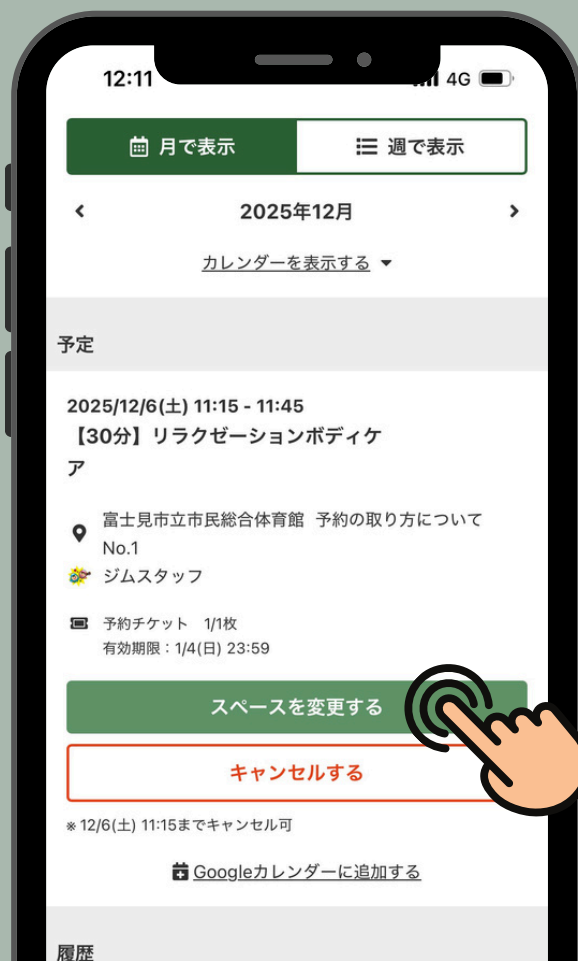 12:11
4G
月で表示
週で表示
2025年12月
カレンダーを表示する
予定
2025/12/6(土) 11:15 - 11:45
【30分】リラクゼーションボディケ
ア
富士見市立市民総合体育館 予約の取り方について
No.1
ジムスタッフ
予約チケット 1/1枚
有効期限：1/4(日) 23:59
スペースを変更する
キャンセルする
※ 12/6(土) 11:15までキャンセル可
Googleカレンダーに追加する
履歴